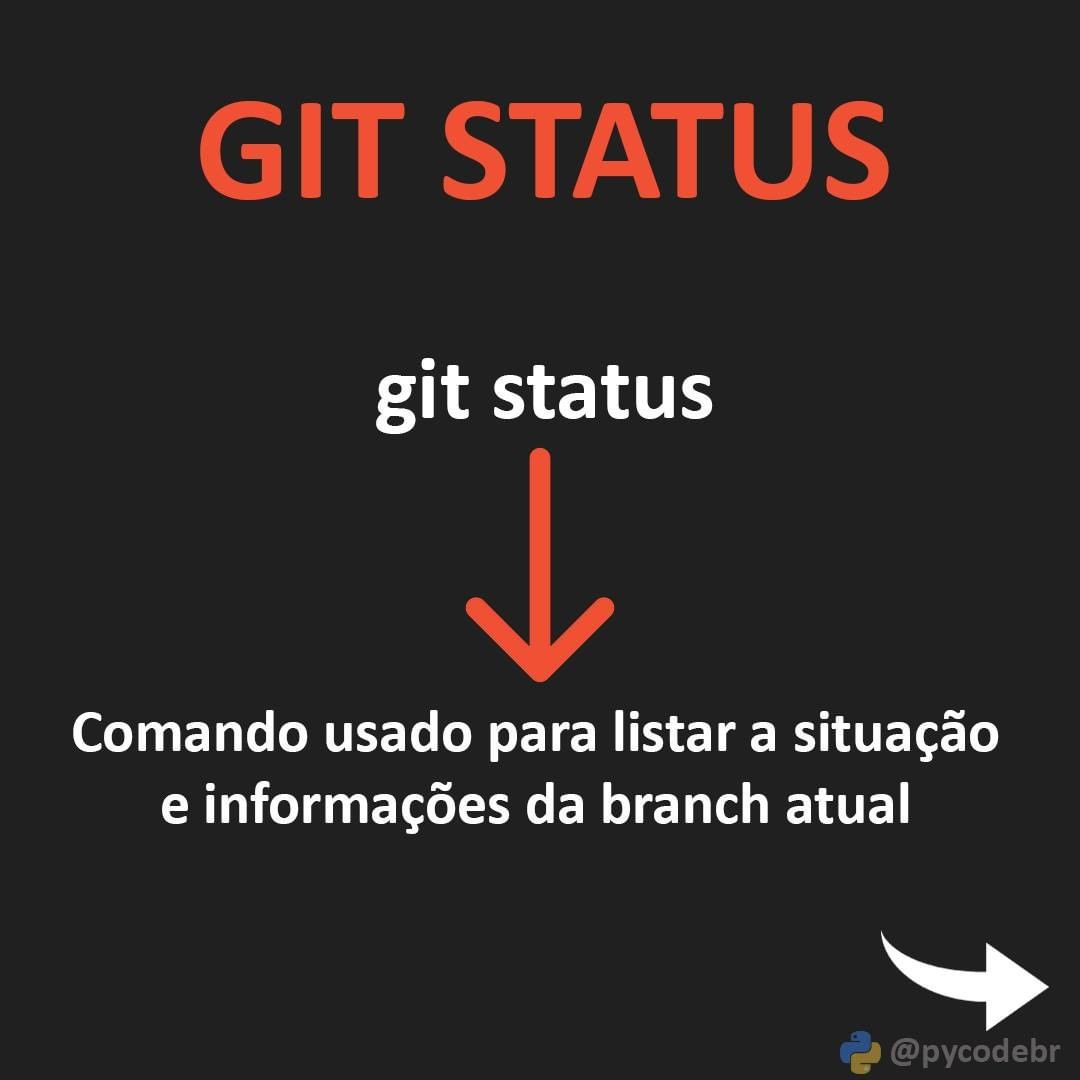 GIT STATUS
git status
Comando usado para listar a situação
e informações da branch atual
@pycodebr